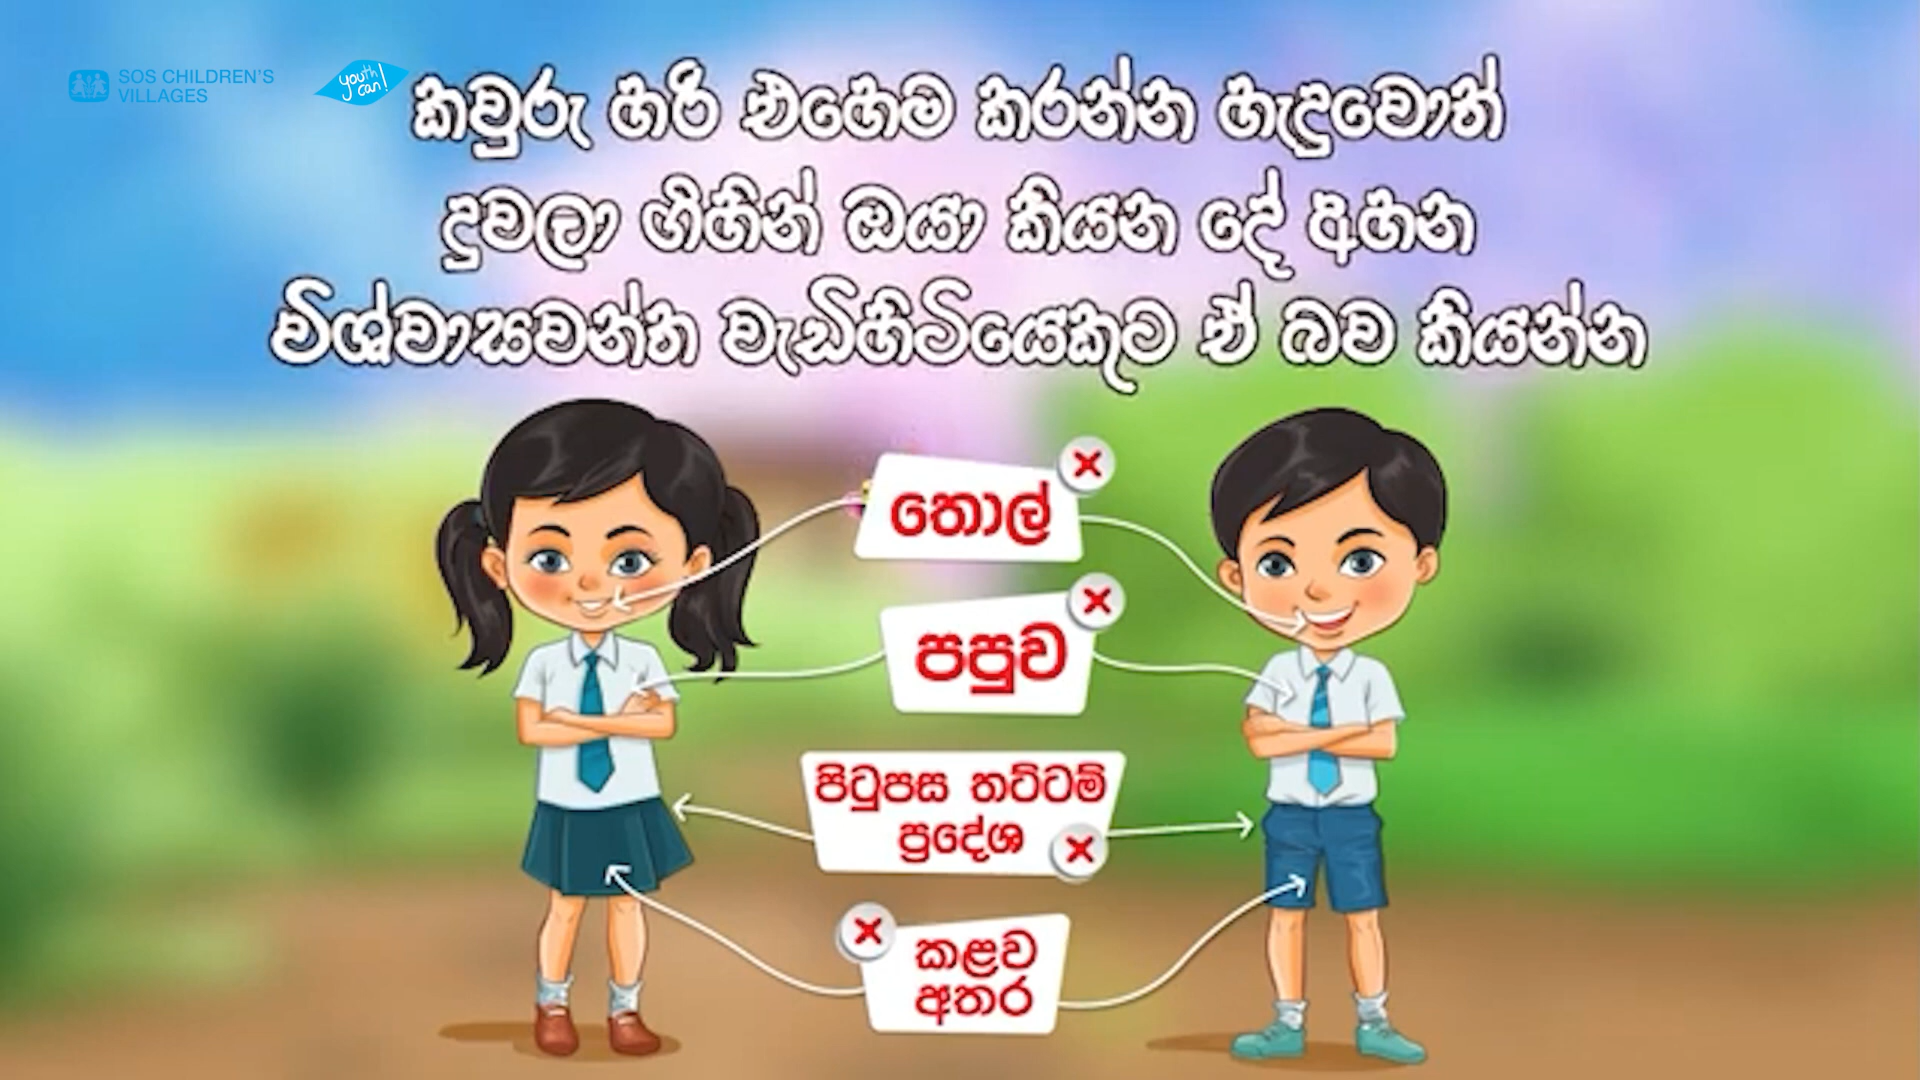 SOS CHILDREN'S
VILLAGES
youth
can!
කවුරු හරි එහෙම කරන්න හැදුවොත්
දුවලා ගිහින් ඔයා කියන දේ අහන
විශ්වාසවන්ත වැඩිහිටියෙකුට ඒ බව කියන්න
තොල්
පපුව
පිටුපස තට්ටම්
ප්‍රදේශ
කළව
අතර